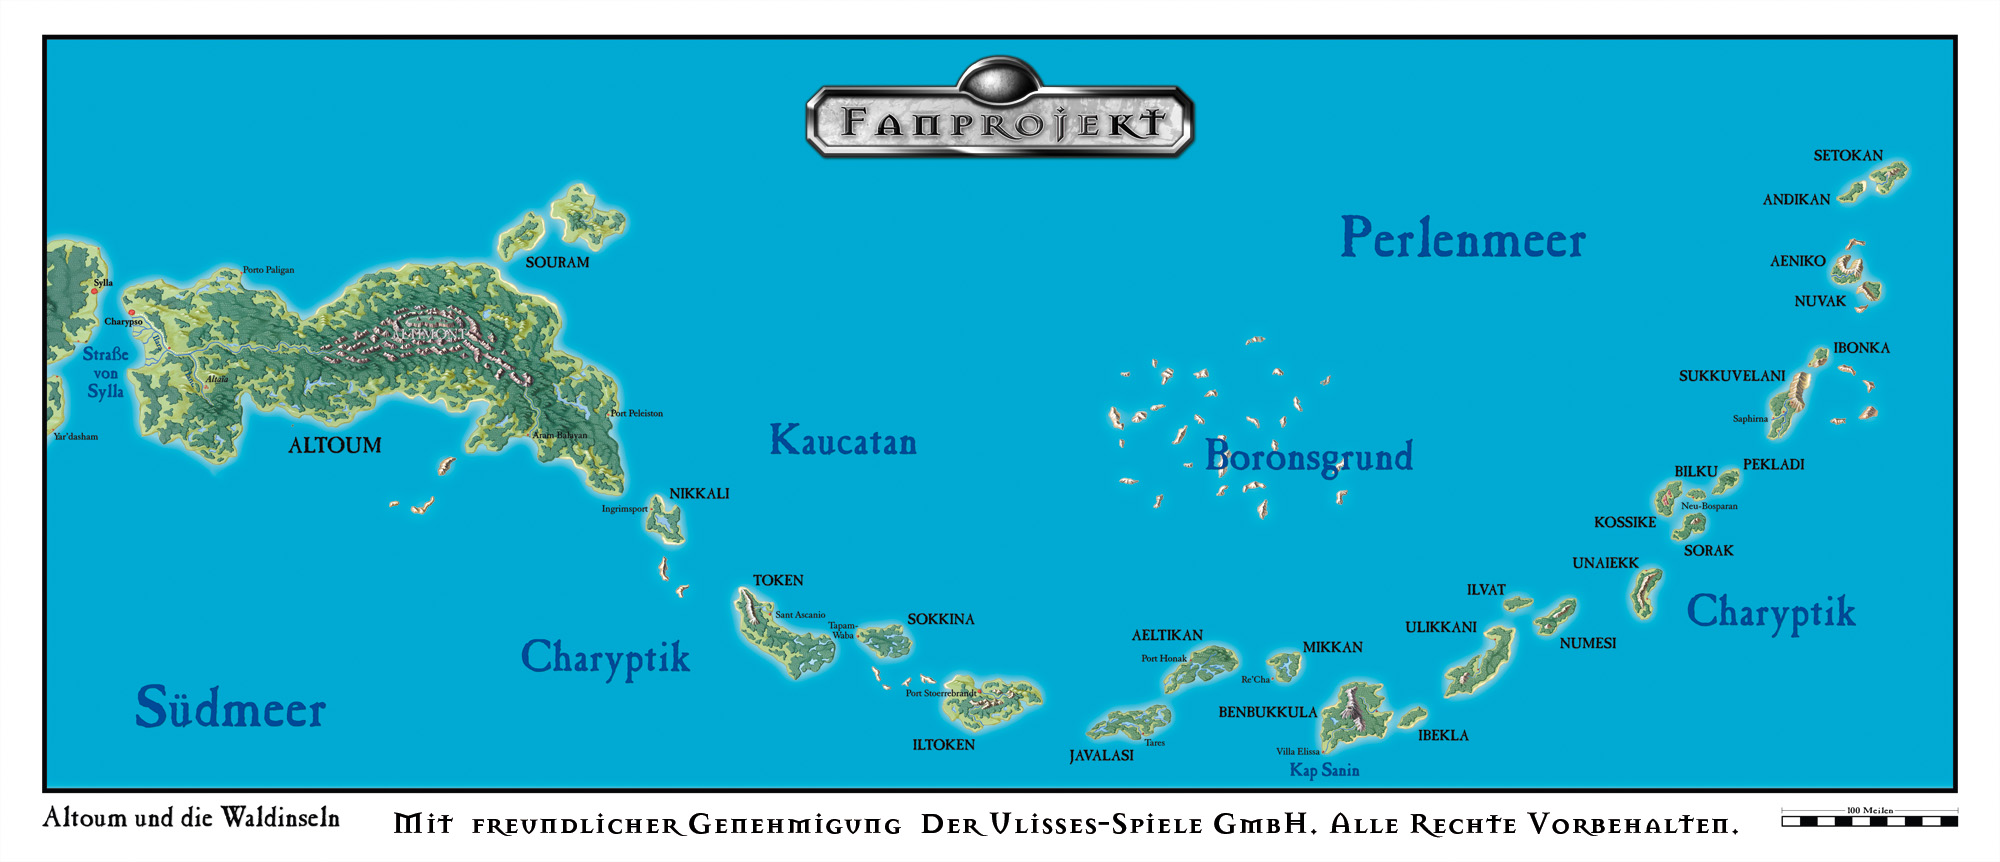 Fanprojekt
SETOKAN
ANDIKAN
Perlenmeer
AENIKO
NUVAK
SOURAM
Porto Paligan
Sylla
Charypso
ALTIMONT
Straße
von
Sylla
Altaïa
IBONKA
SUKKUVELANI
Saphirna
Port Peleiston
Yar'dasham
Aram-Baluyan
ALTOUM
Kaucatan
Boronsgrund
PEKLADI
BILKU
Neu-Bosparan
KOSSIKE
SORAK
NIKKALI
Ingrimsport
UNAIEKK
TOKEN
Sant Ascanio
ILVAT
Charyptik
SOKKINA
Tapam-
Waba
ULIKKANI
NUMESI
AELTIKAN
MIKKAN
Charyptik
Port Honak
Re'Cha
Port Stoerrebrandt
Südmeer
BENBUKKULA
IBEKLA
ILTOKEN
Tares
JAVALASI
Villa Elissa
Kap Sanin
Altoum und die Waldinseln
Mit freundlicher Genehmigung Der Ulisses-Spiele GmbH. Alle Rechte Vorbehalten.
100 Meilen